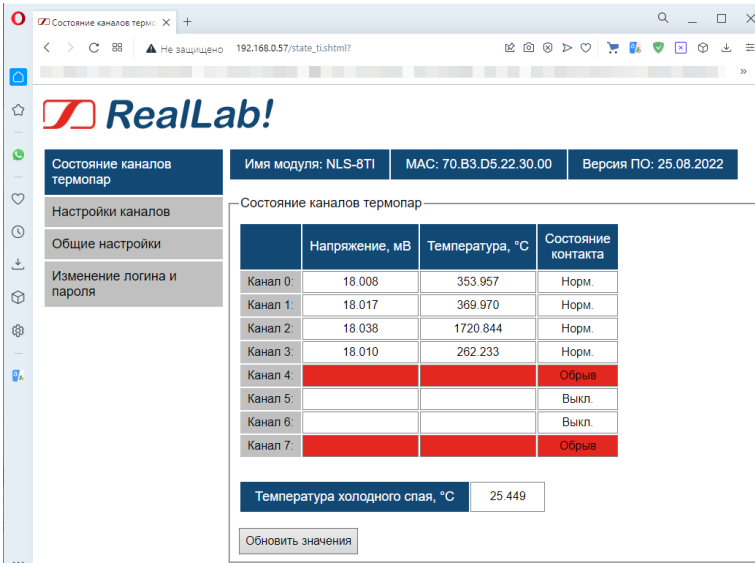 Состояние каналов термо
Не защищено 192.168.0.57/state_ti.shtml?
RealLab!
Состояние каналов термопар
Настройки каналов
Общие настройки
Изменение логина и пароля
Имя модуля: NLS-8TI MAC: 70.B3.D5.22.30.00 Версия ПО: 25.08.2022
Состояние каналов термопар
Напряжение, мВ Температура, °C Состояние контакта
Канал 0: 18.008 353.957 Норм.
Канал 1: 18.017 369.970 Норм.
Канал 2: 18.038 1720.844 Норм.
Канал 3: 18.010 262.233 Норм.
Канал 4: Обрыв
Канал 5: Выкл.
Канал 6: Выкл.
Канал 7: Обрыв
Температура холодного спая, °C 25.449
Обновить значения